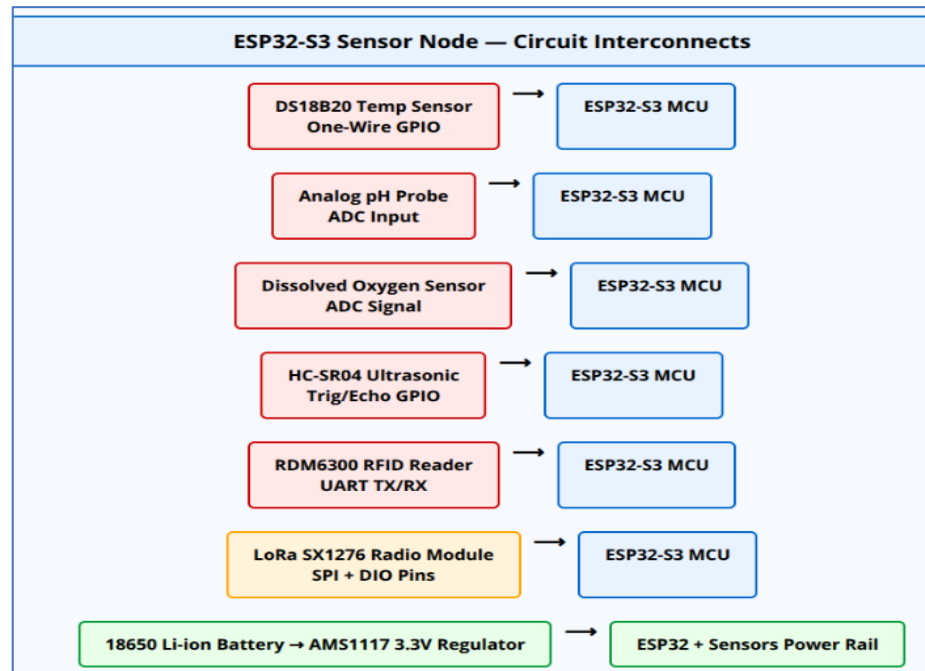 ESP32-S3 Sensor Node — Circuit Interconnects
DS18B20 Temp Sensor
One-Wire GPIO
→
ESP32-S3 MCU
Analog pH Probe
ADC Input
→
ESP32-S3 MCU
Dissolved Oxygen Sensor
ADC Signal
→
ESP32-S3 MCU
HC-SR04 Ultrasonic
Trig/Echo GPIO
→
ESP32-S3 MCU
RDM6300 RFID Reader
UART TX/RX
→
ESP32-S3 MCU
LoRa SX1276 Radio Module
SPI + DIO Pins
→
ESP32-S3 MCU
18650 Li-ion Battery → AMS1117 3.3V Regulator
→
ESP32 + Sensors Power Rail